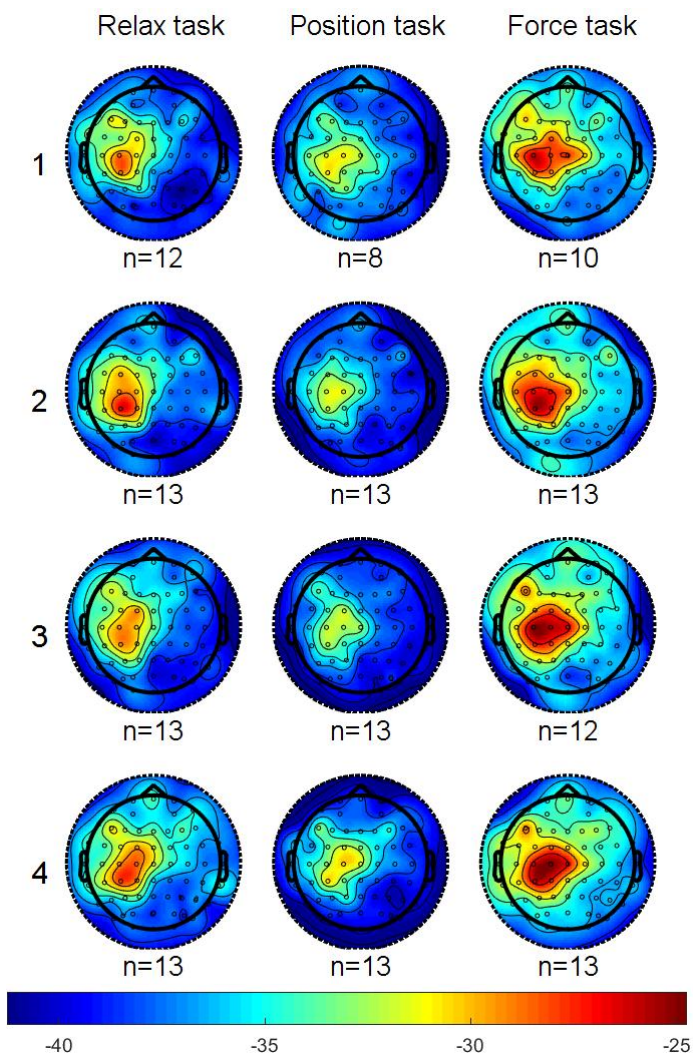 Relax task Position task Force task
1
n=12 n=8 n=10
2
n=13 n=13 n=13
3
n=13 n=13 n=12
4
n=13 n=13 n=13
-40 -35 -30 -25